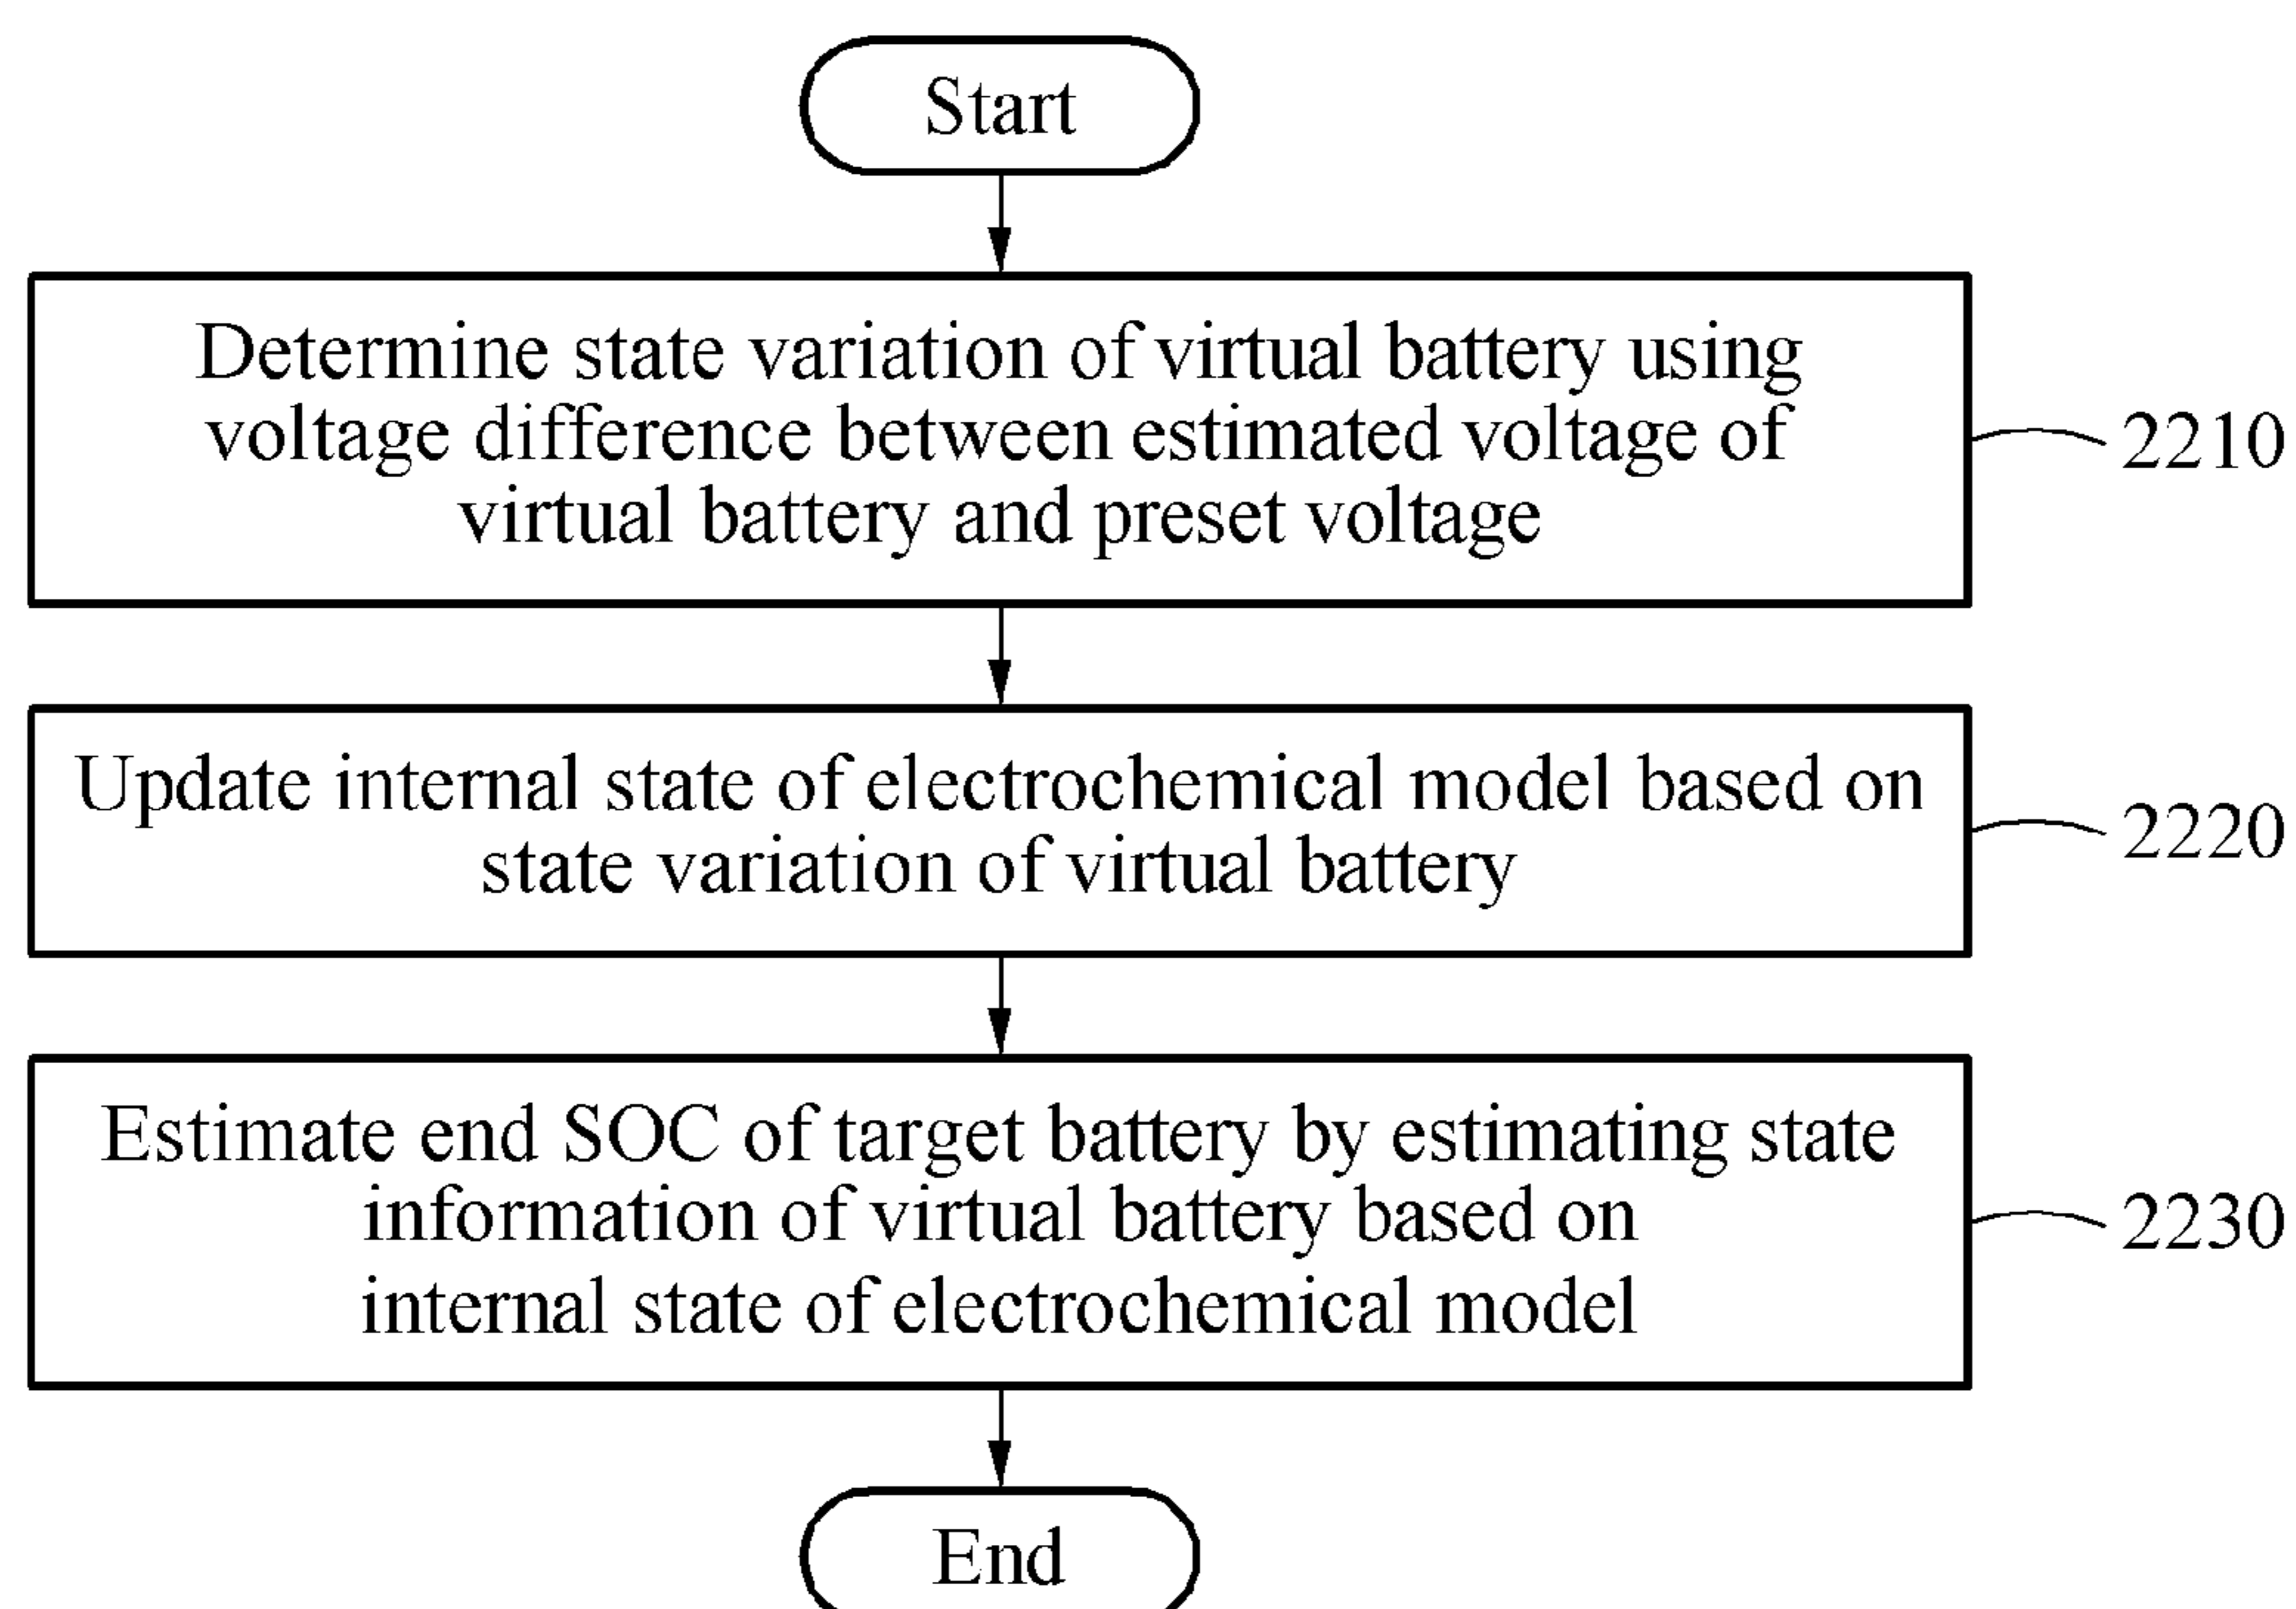 Start
Determine state variation of virtual battery using
voltage difference between estimated voltage of
virtual battery and preset voltage
2210
Update internal state of electrochemical model based on
state variation of virtual battery
2220
Estimate end SOC of target battery by estimating state
information of virtual battery based on
internal state of electrochemical model
2230
End